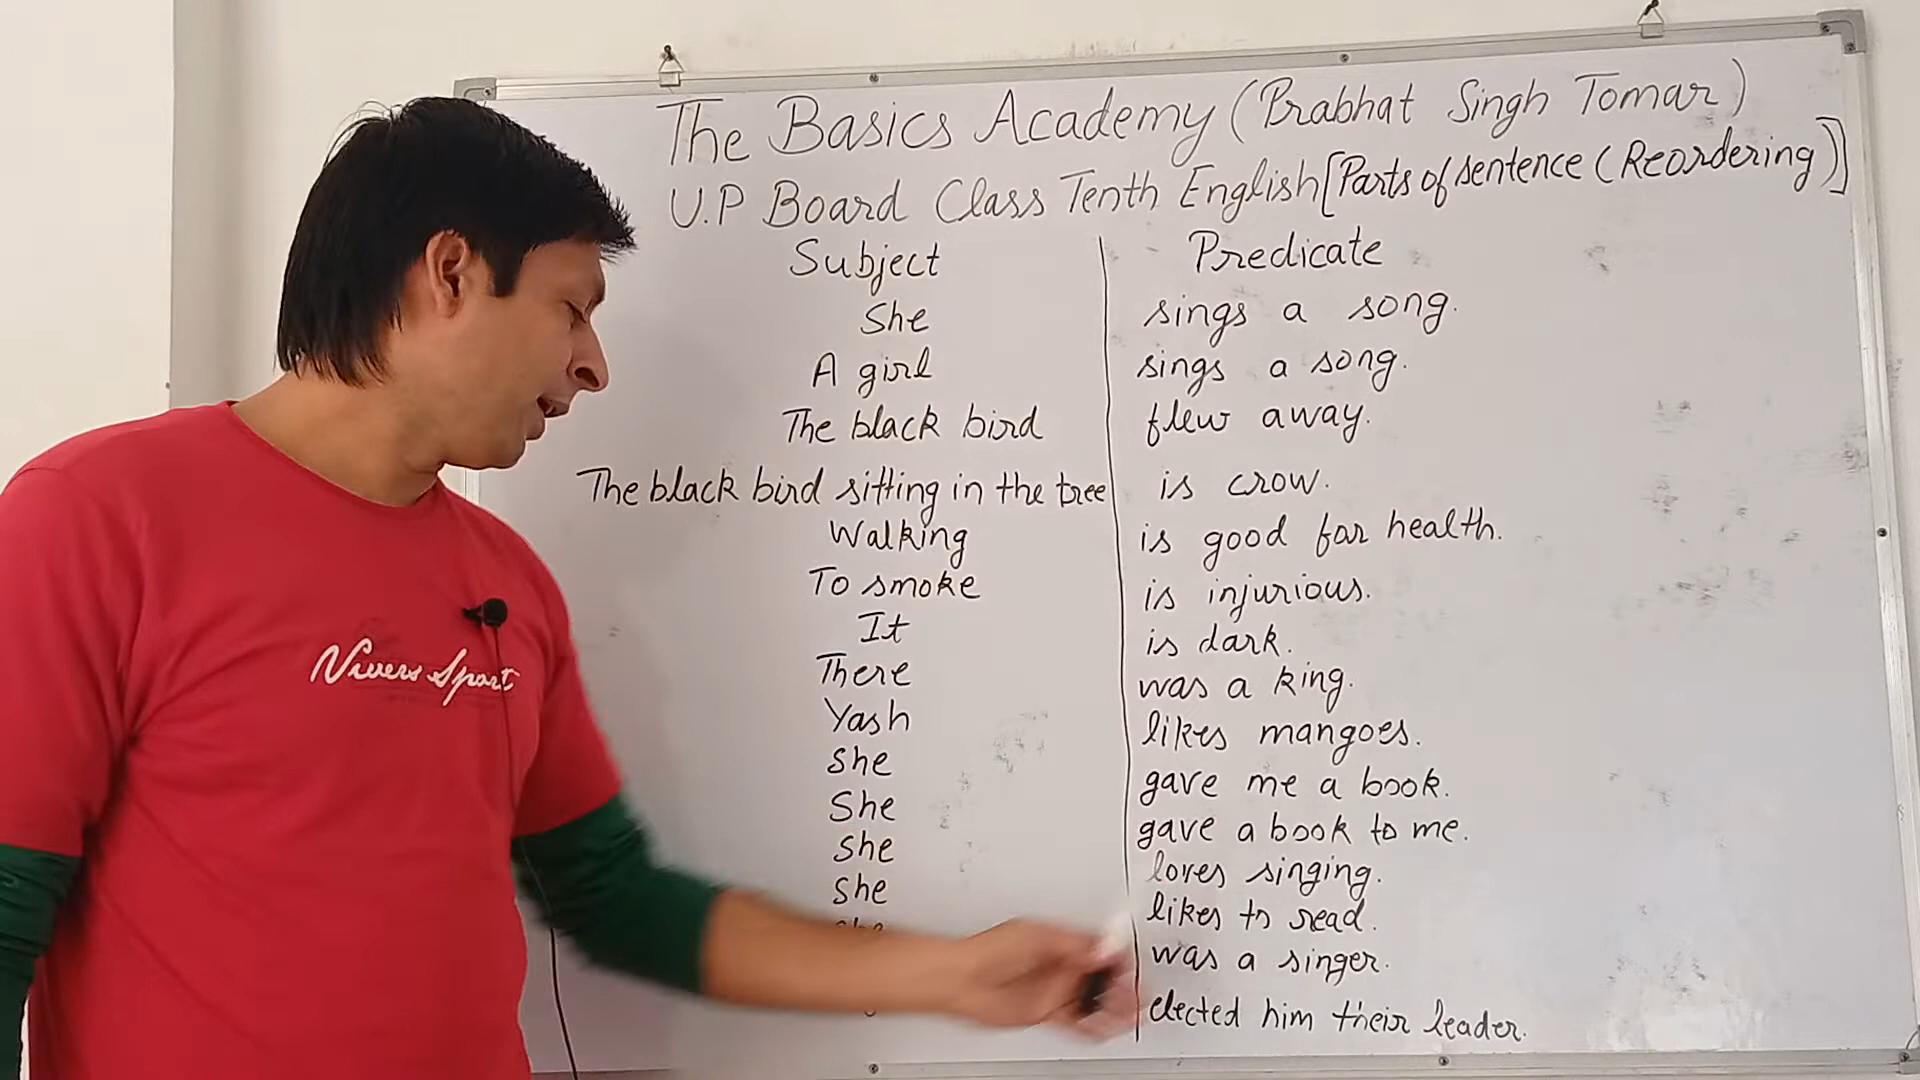 The Basics Academy (Prabhat Singh Tomar)
U.P Board Class Tenth English [Parts of sentence (Reordering)]
Subject Predicate
She sings a song.
A girl sings a song.
The black bird flew away.
The black bird sitting in the tree is crow.
Walking is good for health.
To smoke is injurious.
It is dark.
There was a king.
Yash likes mangoes.
She gave me a book.
She gave a book to me.
She loves singing.
She likes to read.
She was a singer.
elected him their leader.
Nivers Sport